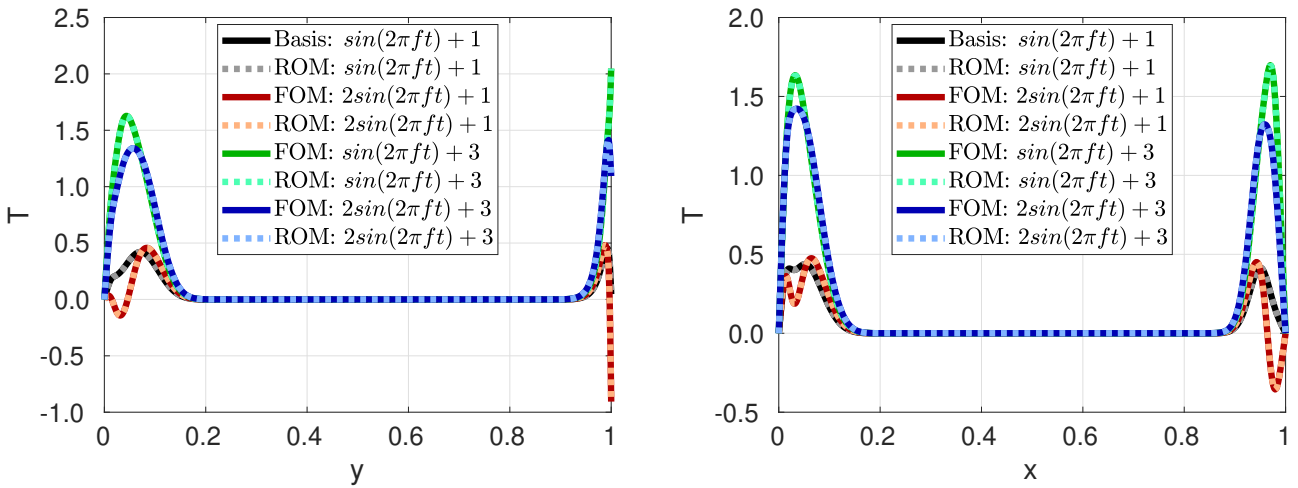 2.5
2.0
1.5
1.0
0.5
0.0
-0.5
-1.0
T
0
0.2
0.4
0.6
0.8
1
y
Basis: sin(2πft) + 1
ROM: sin(2πft) + 1
FOM: 2sin(2πft) + 1
ROM: 2sin(2πft) + 1
FOM: sin(2πft) + 3
ROM: sin(2πft) + 3
FOM: 2sin(2πft) + 3
ROM: 2sin(2πft) + 3
2.0
1.5
1.0
0.5
0.0
-0.5
T
0
0.2
0.4
0.6
0.8
1
x
Basis: sin(2πft) + 1
ROM: sin(2πft) + 1
FOM: 2sin(2πft) + 1
ROM: 2sin(2πft) + 1
FOM: sin(2πft) + 3
ROM: sin(2πft) + 3
FOM: 2sin(2πft) + 3
ROM: 2sin(2πft) + 3